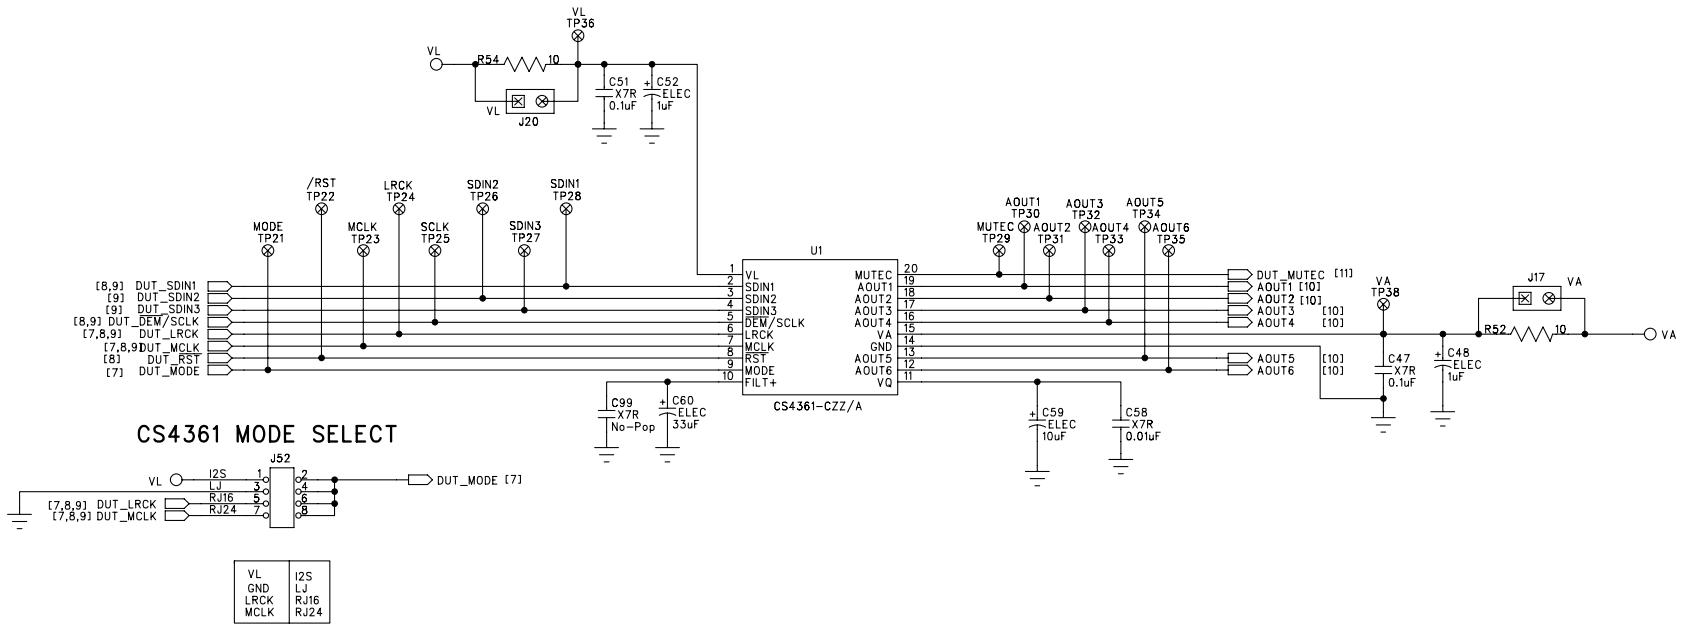 VL
TP36
VL
R54 10
VL
J20
C51
X7R
0.1uF
+ C52
ELEC
1uF
/RST
TP22
LRCK
TP24
SDIN2
TP26
SDIN1
TP28
MODE
TP21
MCLK
TP23
SCLK
TP25
SDIN3
TP27
AOUT1
TP30
AOUT3
TP32
AOUT5
TP34
MUTEC
TP29
AOUT2
TP31
AOUT4
TP33
AOUT6
TP35
[8,9] DUT_SDIN1
[9] DUT_SDIN2
[9] DUT_SDIN3
[8,9] DUT_DEM/SCLK
[7,8,9] DUT_LRCK
[7,8,9] DUT_MCLK
[8] DUT_RST
[7] DUT_MODE
U1
1 VL
2 SDIN1
3 SDIN2
4 SDIN3
5 DEM/SCLK
6 LRCK
7 MCLK
8 RST
9 MODE
10 FILT+
MUTEC 20
AOUT1 19
AOUT2 18
AOUT3 17
AOUT4 16
VA 15
GND 14
AOUT5 13
AOUT6 12
VQ 11
CS4361-CZZ/A
DUT_MUTEC [11]
AOUT1 [10]
AOUT2 [10]
AOUT3 [10]
AOUT4 [10]
AOUT5 [10]
AOUT6 [10]
VA
TP38
J17
VA
R52 10
VA
C47
X7R
0.1uF
+ C48
ELEC
1uF
C99
X7R
No-Pop
+ C60
ELEC
33uF
+ C59
ELEC
10uF
C58
X7R
0.01uF
CS4361 MODE SELECT
J52
VL I2S 1 2
LJ 3 4
[7,8,9] DUT_LRCK RJ16 5 6
[7,8,9] DUT_MCLK RJ24 7 8
DUT_MODE [7]
VL I2S
GND LJ
LRCK RJ16
MCLK RJ24